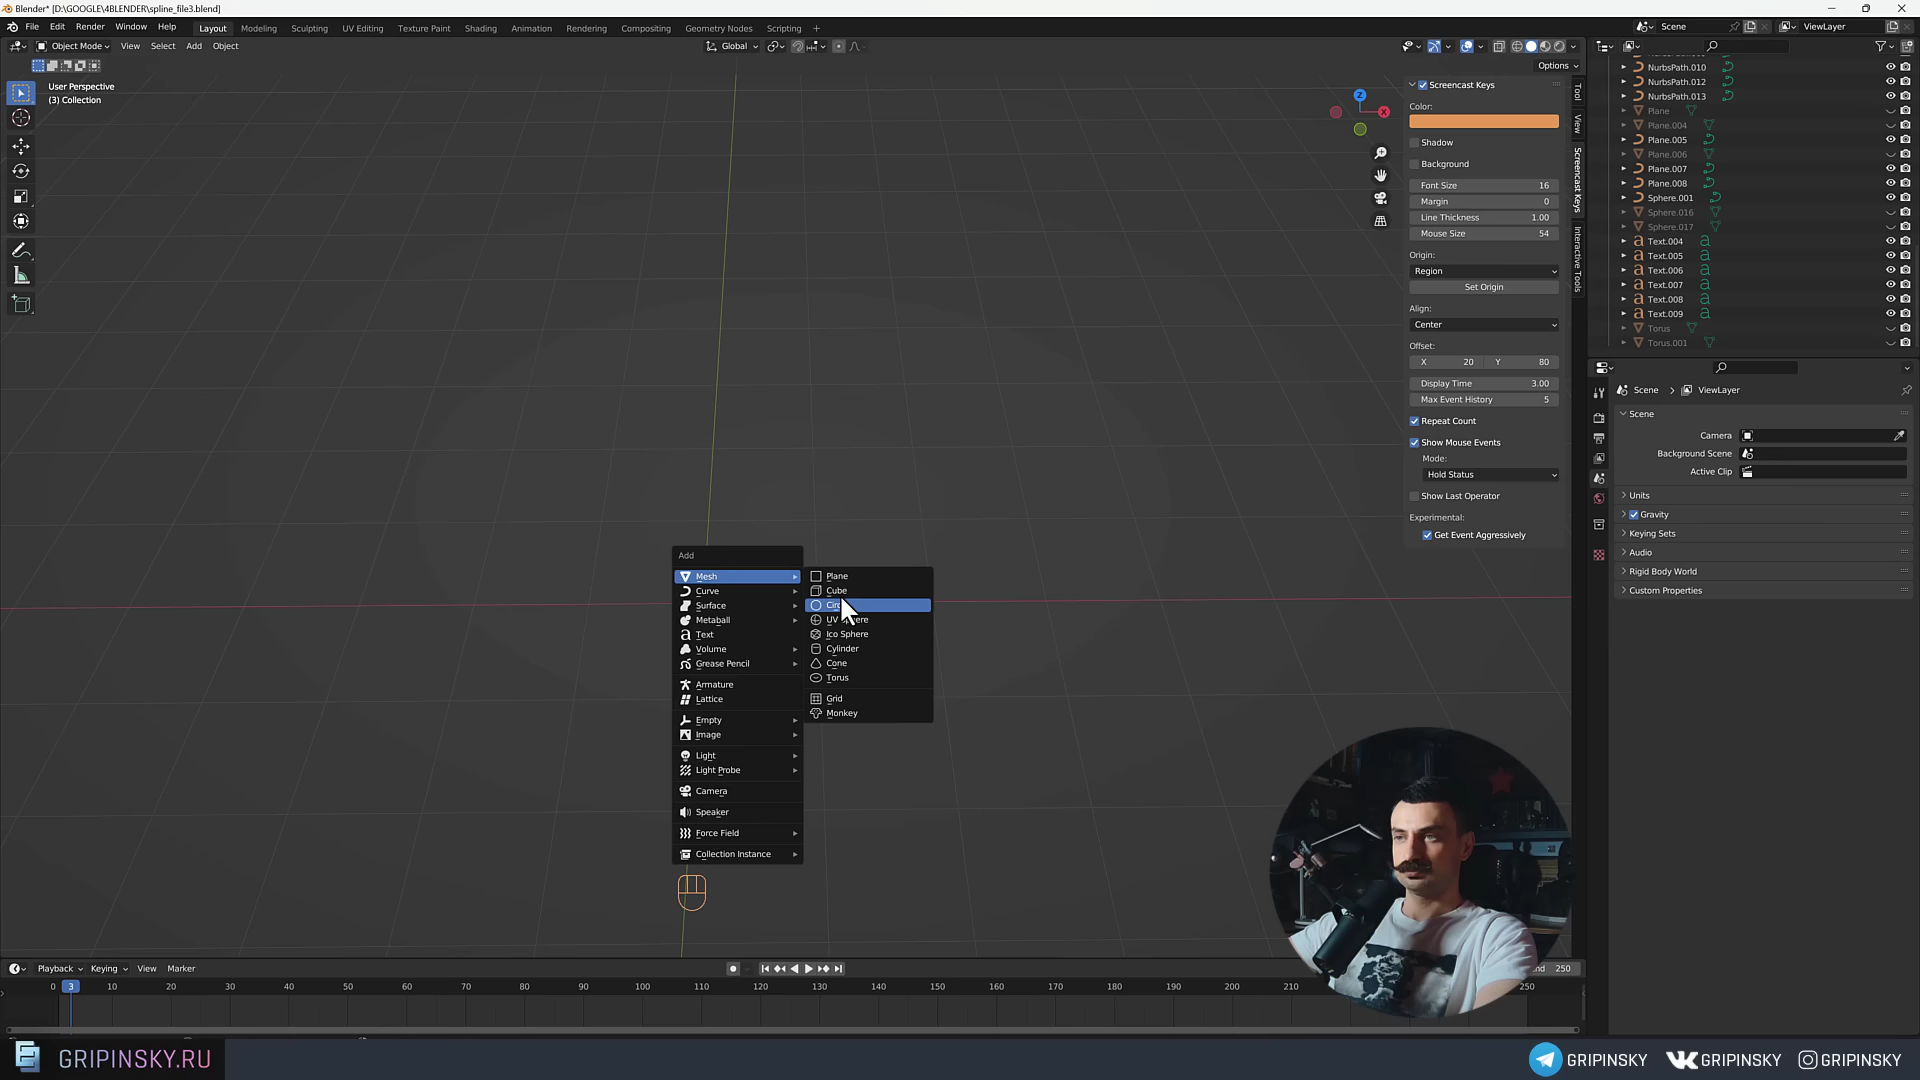 Blender* [D:\GOOGLE\4BLENDER\spline_file3.blend]
File Edit Render Window Help Layout Modeling Sculpting UV Editing Texture Paint Shading Animation Rendering Compositing Geometry Nodes Scripting + Scene ViewLayer
Object Mode View Select Add Object Global
Options
User Perspective
(3) Collection
Z
X
Screencast Keys
Color:
Shadow
Background
Font Size 16
Margin 0
Line Thickness 1.00
Mouse Size 54
Origin:
Region
Set Origin
Align:
Center
Offset:
X 20 Y 80
Display Time 3.00
Max Event History 5
Repeat Count
Show Mouse Events
Mode:
Hold Status
Show Last Operator
Experimental:
Get Event Aggressively
Tool
View
Screencast Keys
Interactive Tools
NurbsPath.010
NurbsPath.012
NurbsPath.013
Plane
Plane.004
Plane.005
Plane.006
Plane.007
Plane.008
Sphere.001
Sphere.016
Sphere.017
Text.004
Text.005
Text.006
Text.007
Text.008
Text.009
Torus
Torus.001
Scene > ViewLayer
Scene
Camera
Background Scene
Active Clip
Units
Gravity
Keying Sets
Audio
Rigid Body World
Custom Properties
Add
Mesh
Curve
Surface
Metaball
Text
Volume
Grease Pencil
Armature
Lattice
Empty
Image
Light
Light Probe
Camera
Speaker
Force Field
Collection Instance
Plane
Cube
Ico Sphere
Cylinder
Cone
Torus
Grid
Monkey
Playback Keying View Marker 250
0 3 10 20 30 40 50 60 70 80 90 100 110 120 130 140 150 160 170 180 190 200 210 250
GRIPINSKY.RU GRIPINSKY GRIPINSKY GRIPINSKY